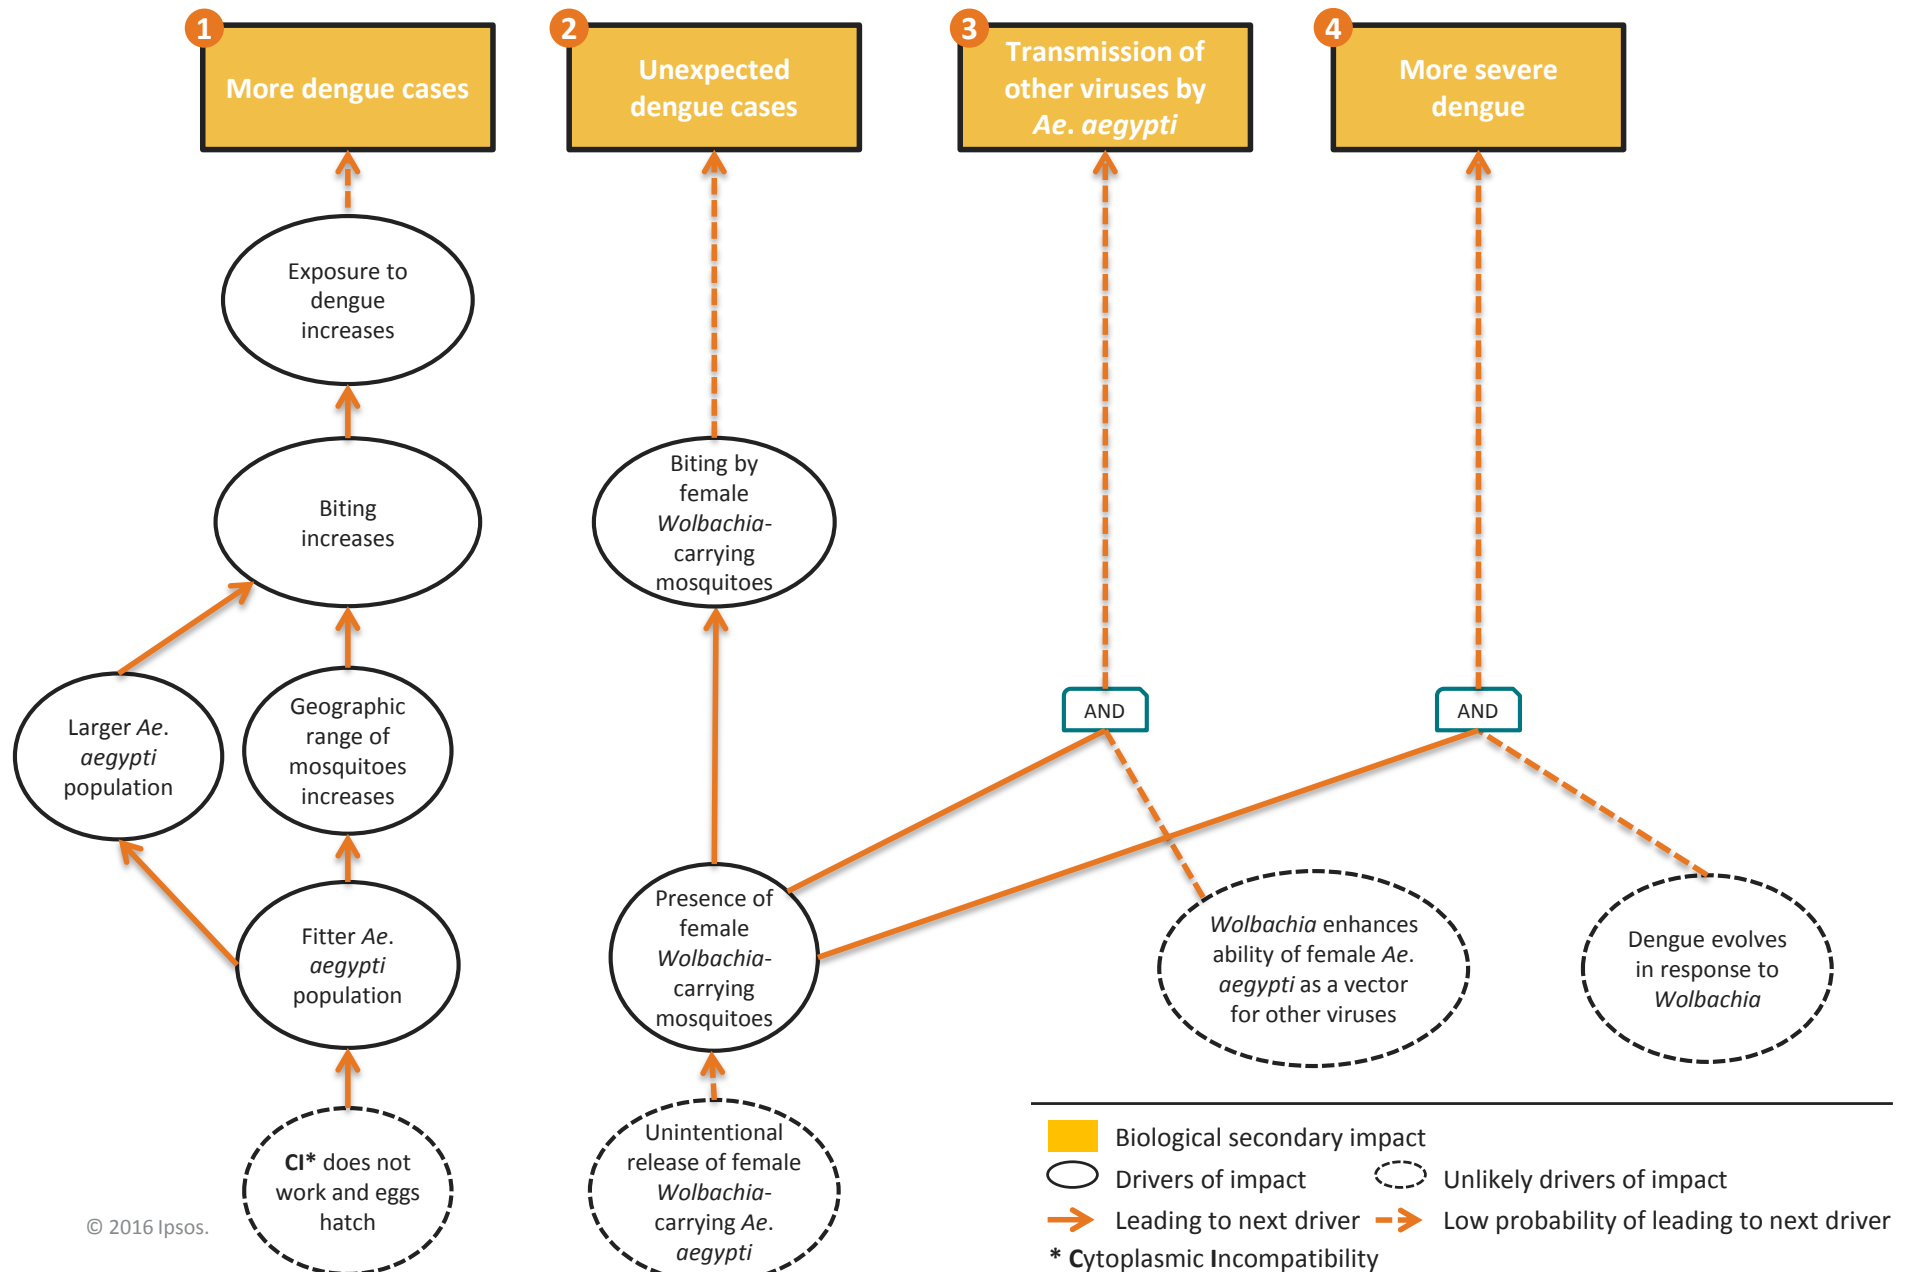 1
More dengue cases
2
Unexpected
dengue cases
3
Transmission of
other viruses by
Ae. aegypti
4
More severe
dengue
Exposure to
dengue
increases
Biting
increases
Biting by
female
Wolbachia-
carrying
mosquitoes
Larger Ae.
aegypti
population
Geographic
range of
mosquitoes
increases
AND
AND
Fitter Ae.
aegypti
population
Presence of
female
Wolbachia-
carrying
mosquitoes
Wolbachia enhances
ability of female Ae.
aegypti as a vector
for other viruses
Dengue evolves
in response to
Wolbachia
CI* does not
work and eggs
hatch
Unintentional
release of female
Wolbachia-
carrying Ae.
aegypti
Biological secondary impact
Drivers of impact
Unlikely drivers of impact
Leading to next driver
Low probability of leading to next driver
* Cytoplasmic Incompatibility
© 2016 Ipsos.